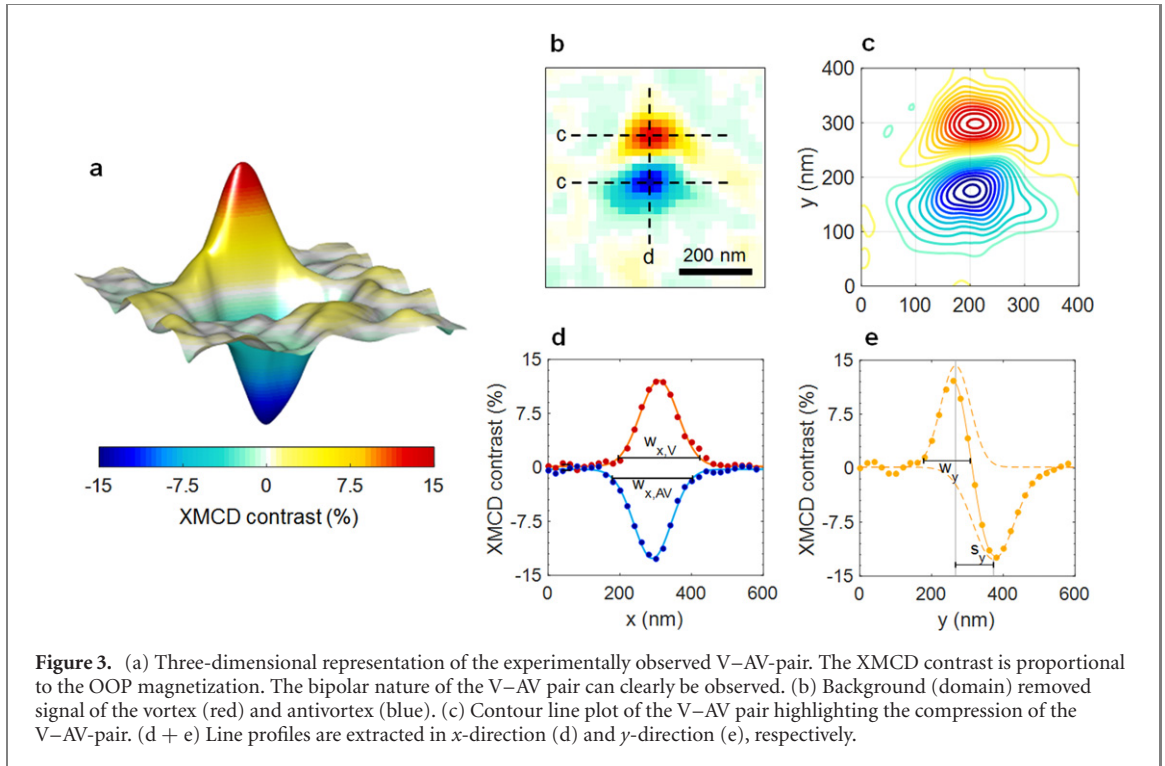 a
-15 -7.5 0 7.5 15
XMCD contrast (%)
b
c
c
d
200 nm
c
400
300
200
100
0
y (nm)
0 100 200 300 400
d
15
7.5
0
-7.5
-15
XMCD contrast (%)
wx,V
wx,AV
0 200 400 600
x (nm)
e
15
7.5
0
-7.5
-15
XMCD contrast (%)
wy
sy
0 200 400 600
y (nm)
Figure 3. (a) Three-dimensional representation of the experimentally observed V–AV-pair. The XMCD contrast is proportional
to the OOP magnetization. The bipolar nature of the V–AV pair can clearly be observed. (b) Background (domain) removed
signal of the vortex (red) and antivortex (blue). (c) Contour line plot of the V–AV pair highlighting the compression of the
V–AV-pair. (d + e) Line profiles are extracted in x-direction (d) and y-direction (e), respectively.